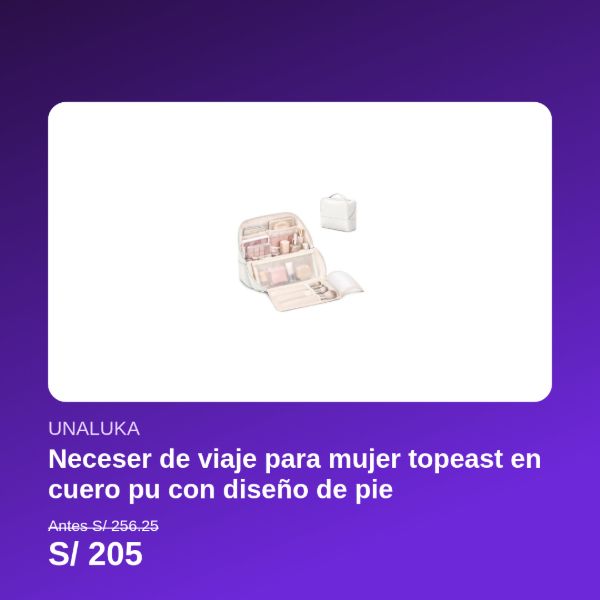 UNALUKA
Neceser de viaje para mujer topeast en
cuero pu con diseño de pie
Antes S/ 256.25
S/ 205